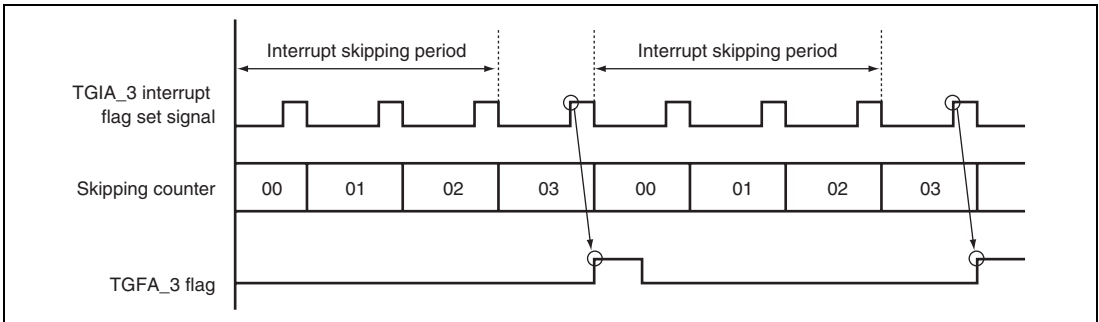 Interrupt skipping period
Interrupt skipping period
TGIA_3 interrupt
flag set signal
Skipping counter
00
01
02
03
00
01
02
03
TGFA_3 flag